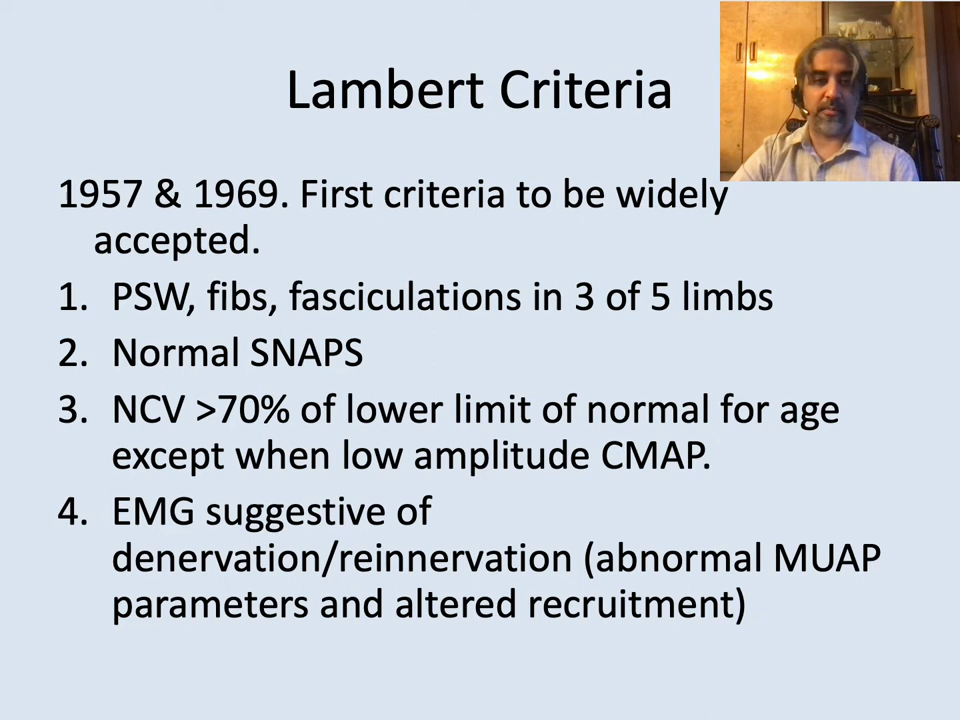 Lambert Criteria
1957 & 1969. First criteria to be widely
accepted.
1. PSW, fibs, fasciculations in 3 of 5 limbs
2. Normal SNAPS
3. NCV >70% of lower limit of normal for age
except when low amplitude CMAP.
4. EMG suggestive of
denervation/reinnervation (abnormal MUAP
parameters and altered recruitment)